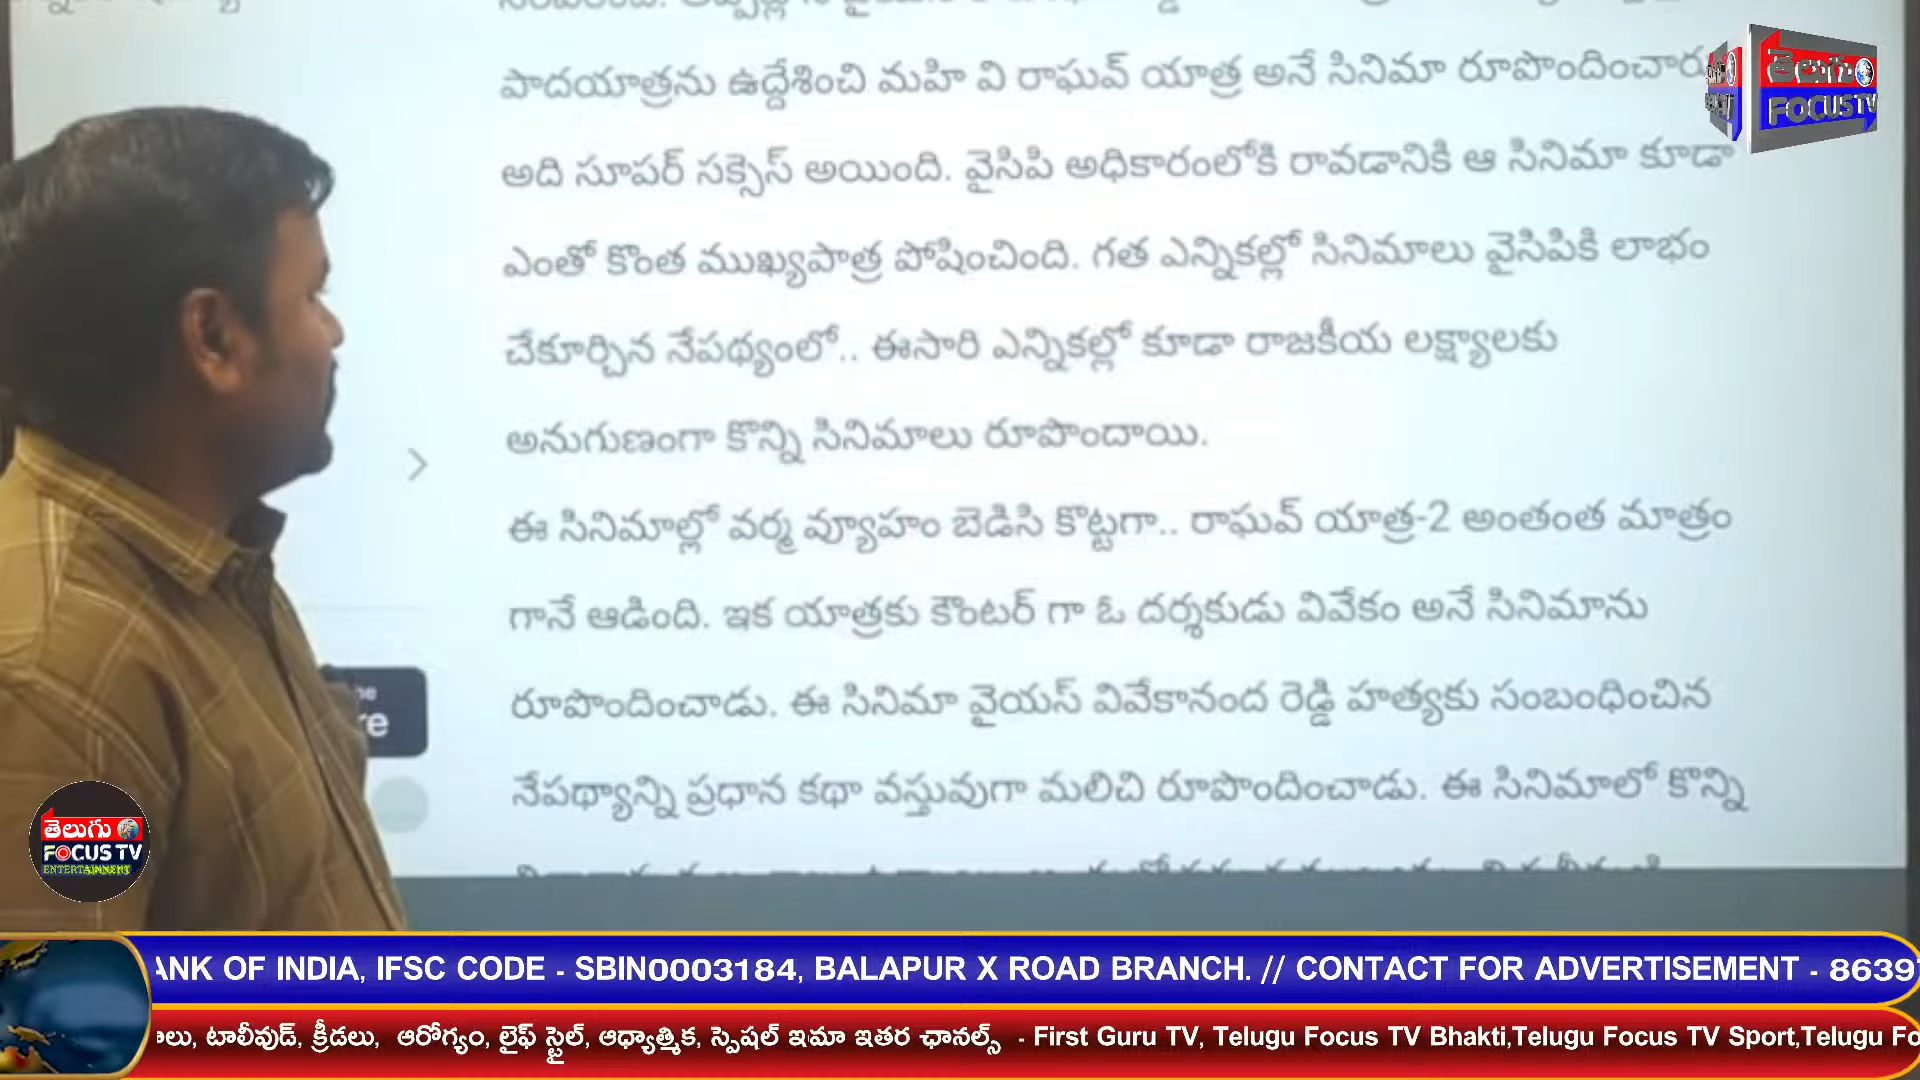 పాదయాత్రను ఉద్దేశించి మహి వి రాఘవ్ యాత్ర అనే సినిమా రూపొందించారు
అది సూపర్ సక్సెస్ అయింది. వైసిపి అధికారంలోకి రావడానికి ఆ సినిమా కూడా
ఎంతో కొంత ముఖ్యపాత్ర పోషించింది. గత ఎన్నికల్లో సినిమాలు వైసిపికి లాభం
చేకూర్చిన నేపథ్యంలో.. ఈసారి ఎన్నికల్లో కూడా రాజకీయ లక్ష్యాలకు
అనుగుణంగా కొన్ని సినిమాలు రూపొందాయి.
ఈ సినిమాల్లో వర్మ వ్యూహం బెడిసి కొట్టగా.. రాఘవ్ యాత్ర-2 అంతంత మాత్రం
గానే ఆడింది. ఇక యాత్రకు కౌంటర్ గా ఓ దర్శకుడు వివేకం అనే సినిమాను
రూపొందించాడు. ఈ సినిమా వైయస్ వివేకానంద రెడ్డి హత్యకు సంబంధించిన
నేపథ్యాన్ని ప్రధాన కథా వస్తువుగా మలిచి రూపొందించాడు. ఈ సినిమాలో కొన్ని
తెలుగు
FOCUS TV
తెలుగు
FOCUS TV
ENTERTAINMENT
ANK OF INDIA, IFSC CODE - SBIN0003184, BALAPUR X ROAD BRANCH. // CONTACT FOR ADVERTISEMENT - 8639
లు, టాలీవుడ్, క్రీడలు, ఆరోగ్యం, లైఫ్ స్టైల్, ఆధ్యాత్మిక, స్పెషల్ ఇమా ఇతర ఛానల్స్ - First Guru TV, Telugu Focus TV Bhakti,Telugu Focus TV Sport,Telugu Fo